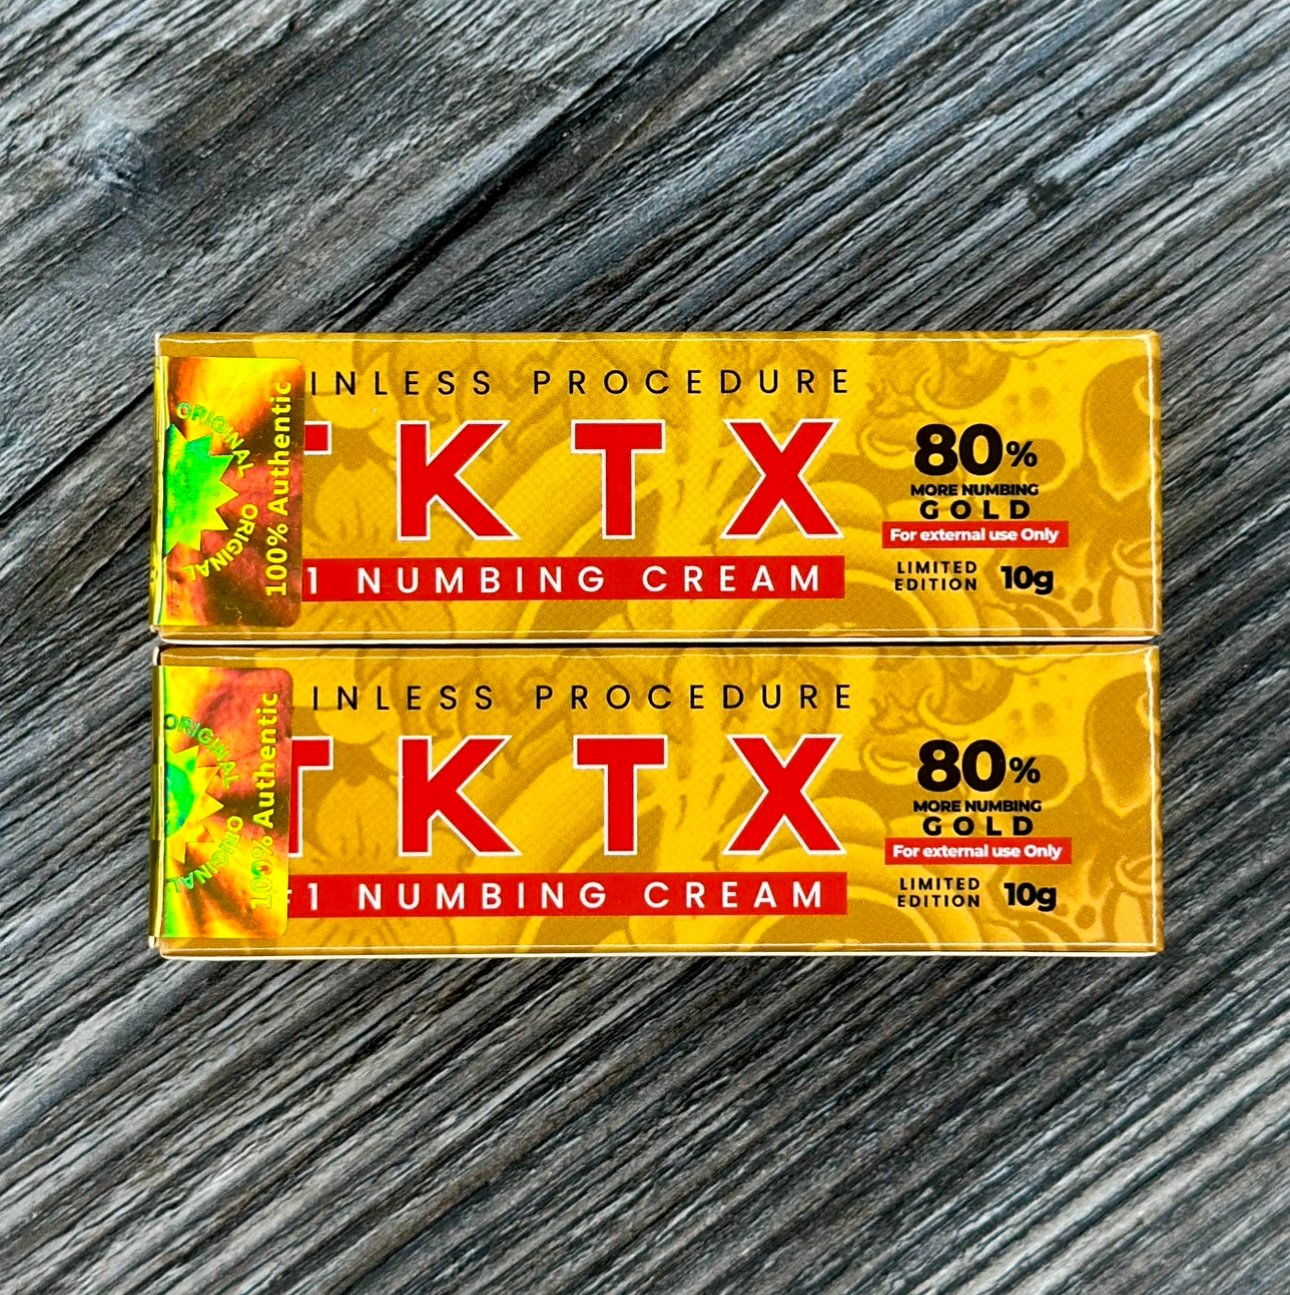 ORIGINAL ORIGINAL
100% Authentic
INLESS PROCEDURE
TKTX
1 NUMBING CREAM
80%
MORE NUMBING
GOLD
For external use Only
LIMITED
EDITION 10g
ORIGINAL ORIGINAL
100% Authentic
INLESS PROCEDURE
TKTX
#1 NUMBING CREAM
80%
MORE NUMBING
GOLD
For external use Only
LIMITED
EDITION 10g